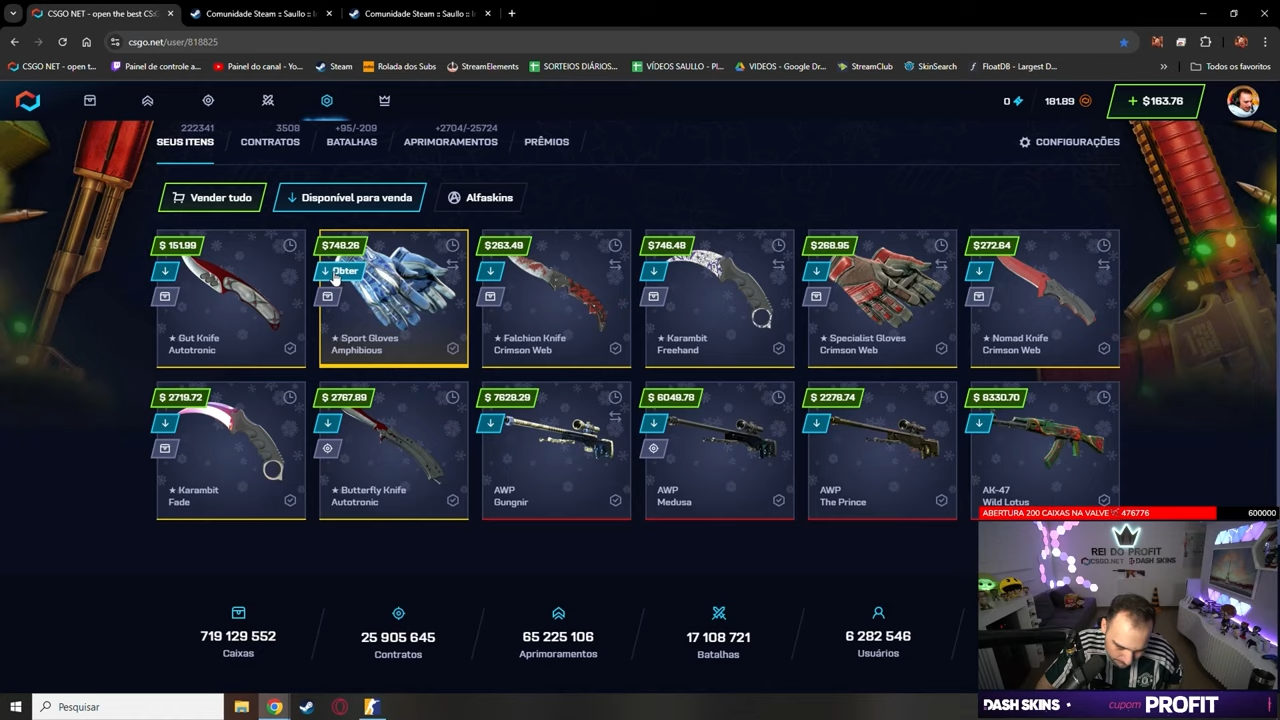 CSGO NET - open the best CS:
Comunidade Steam :: Saullo :: I
Comunidade Steam :: Saullo :: I
csgo.net/user/818825
CSGO NET - open t...
Painel de controle a...
Painel do canal - Yo...
Steam
Rolada dos Subs
StreamElements
SORTEIOS DIÁRIOS...
VÍDEOS SAULLO - Pl...
VIDEOS - Google Dr...
StreamClub
SkinSearch
FloatDB - Largest D...
Todos os favoritos
0
181.89
+ $163.76
222341
3508
+95/-209
+2704/-25724
SEUS ITENS
CONTRATOS
BATALHAS
APRIMORAMENTOS
PRÊMIOS
CONFIGURAÇÕES
Vender tudo
Disponível para venda
Alfaskins
$ 151.99
★ Gut Knife
Autotronic
$748.26
Obter
★ Sport Gloves
Amphibious
$263.49
★ Falchion Knife
Crimson Web
$746.48
★ Karambit
Freehand
$268.95
★ Specialist Gloves
Crimson Web
$272.64
★ Nomad Knife
Crimson Web
$ 2719.72
★ Karambit
Fade
$ 2767.89
★ Butterfly Knife
Autotronic
$ 7628.29
AWP
Gungnir
$ 6049.78
AWP
Medusa
$ 2278.74
AWP
The Prince
$ 8330.70
AK-47
Wild Lotus
ABERTURA 200 CAIXAS NA VALVE
476776
600000
REI DO PROFIT
CSGO.NET
DASH SKINS
719 129 552
Caixas
25 905 645
Contratos
65 225 106
Aprimoramentos
17 108 721
Batalhas
6 282 546
Usuários
DASH SKINS •
cupom PROFIT
Pesquisar